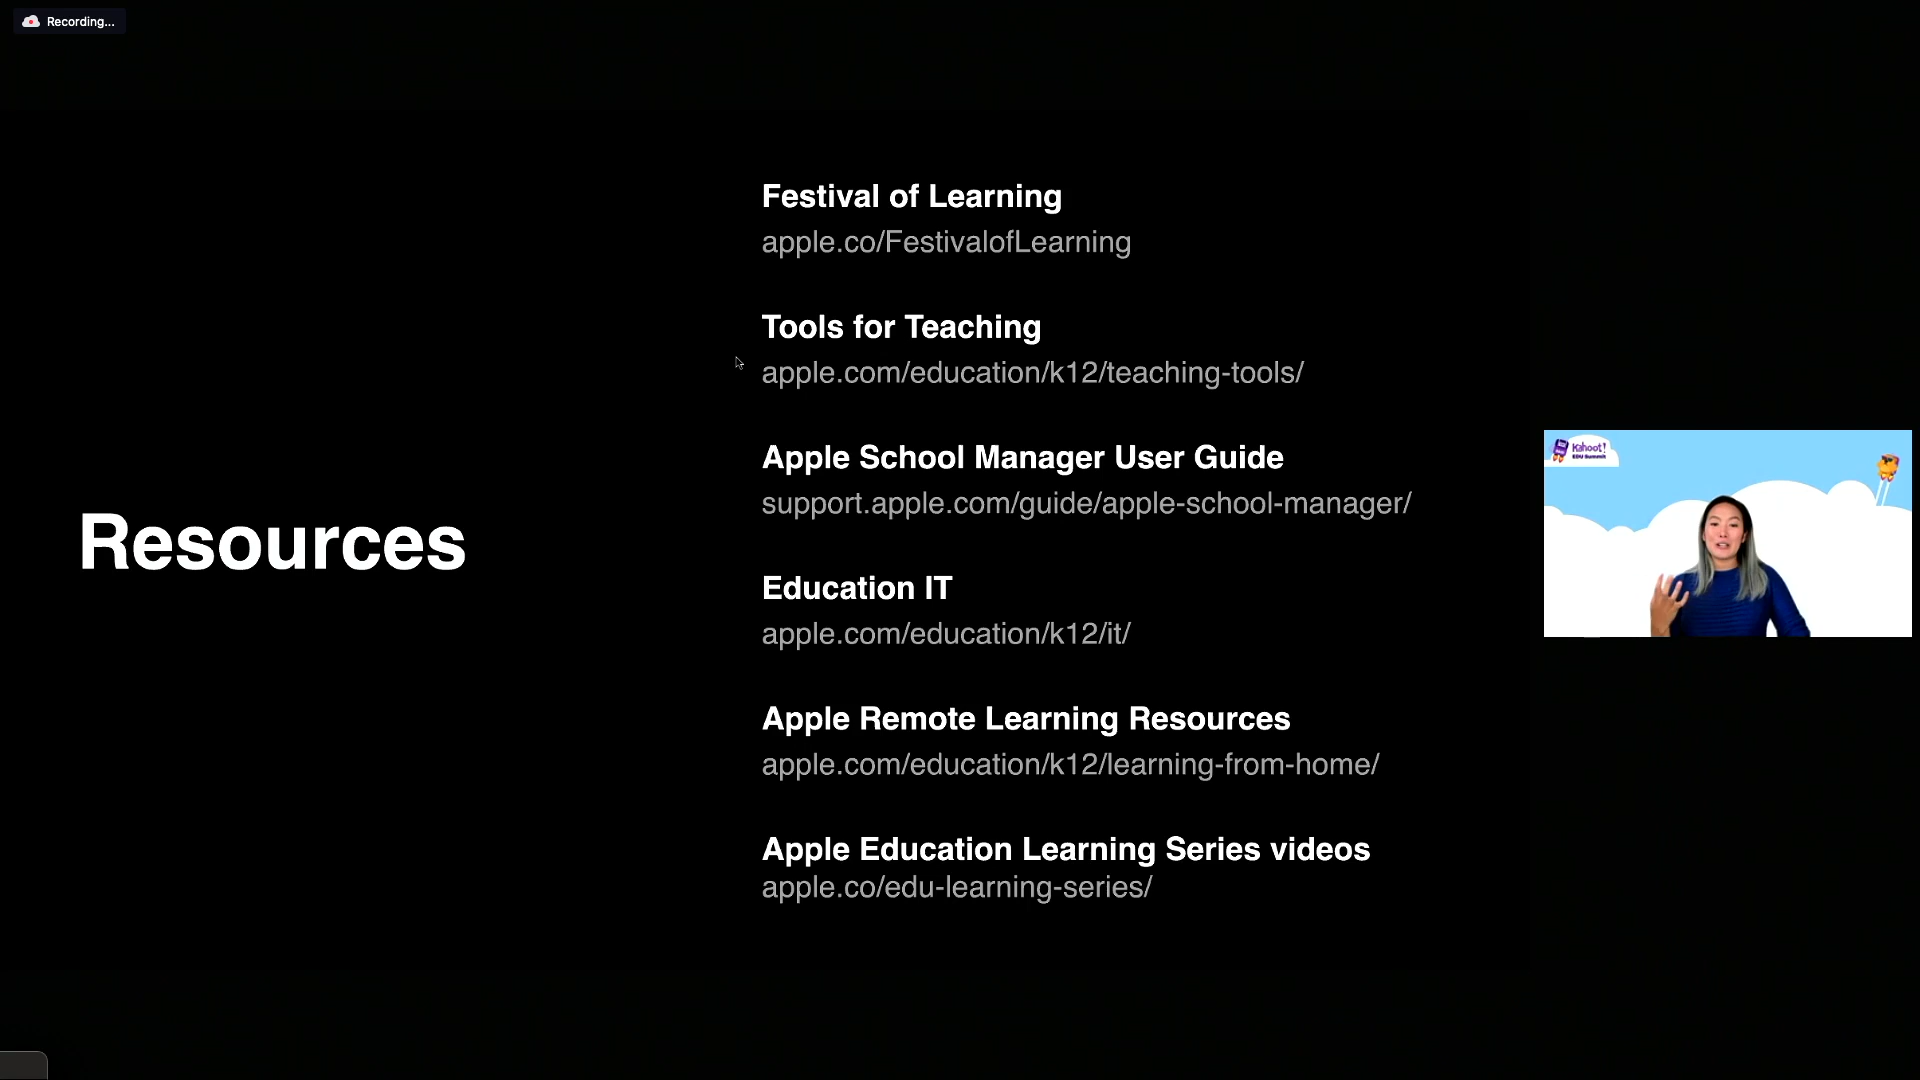 Recording...
Resources
Festival of Learning
apple.co/FestivalofLearning
Tools for Teaching
apple.com/education/k12/teaching-tools/
Apple School Manager User Guide
support.apple.com/guide/apple-school-manager/
Education IT
apple.com/education/k12/it/
Apple Remote Learning Resources
apple.com/education/k12/learning-from-home/
Apple Education Learning Series videos
apple.co/edu-learning-series/
Kahoot!
EDU Summit